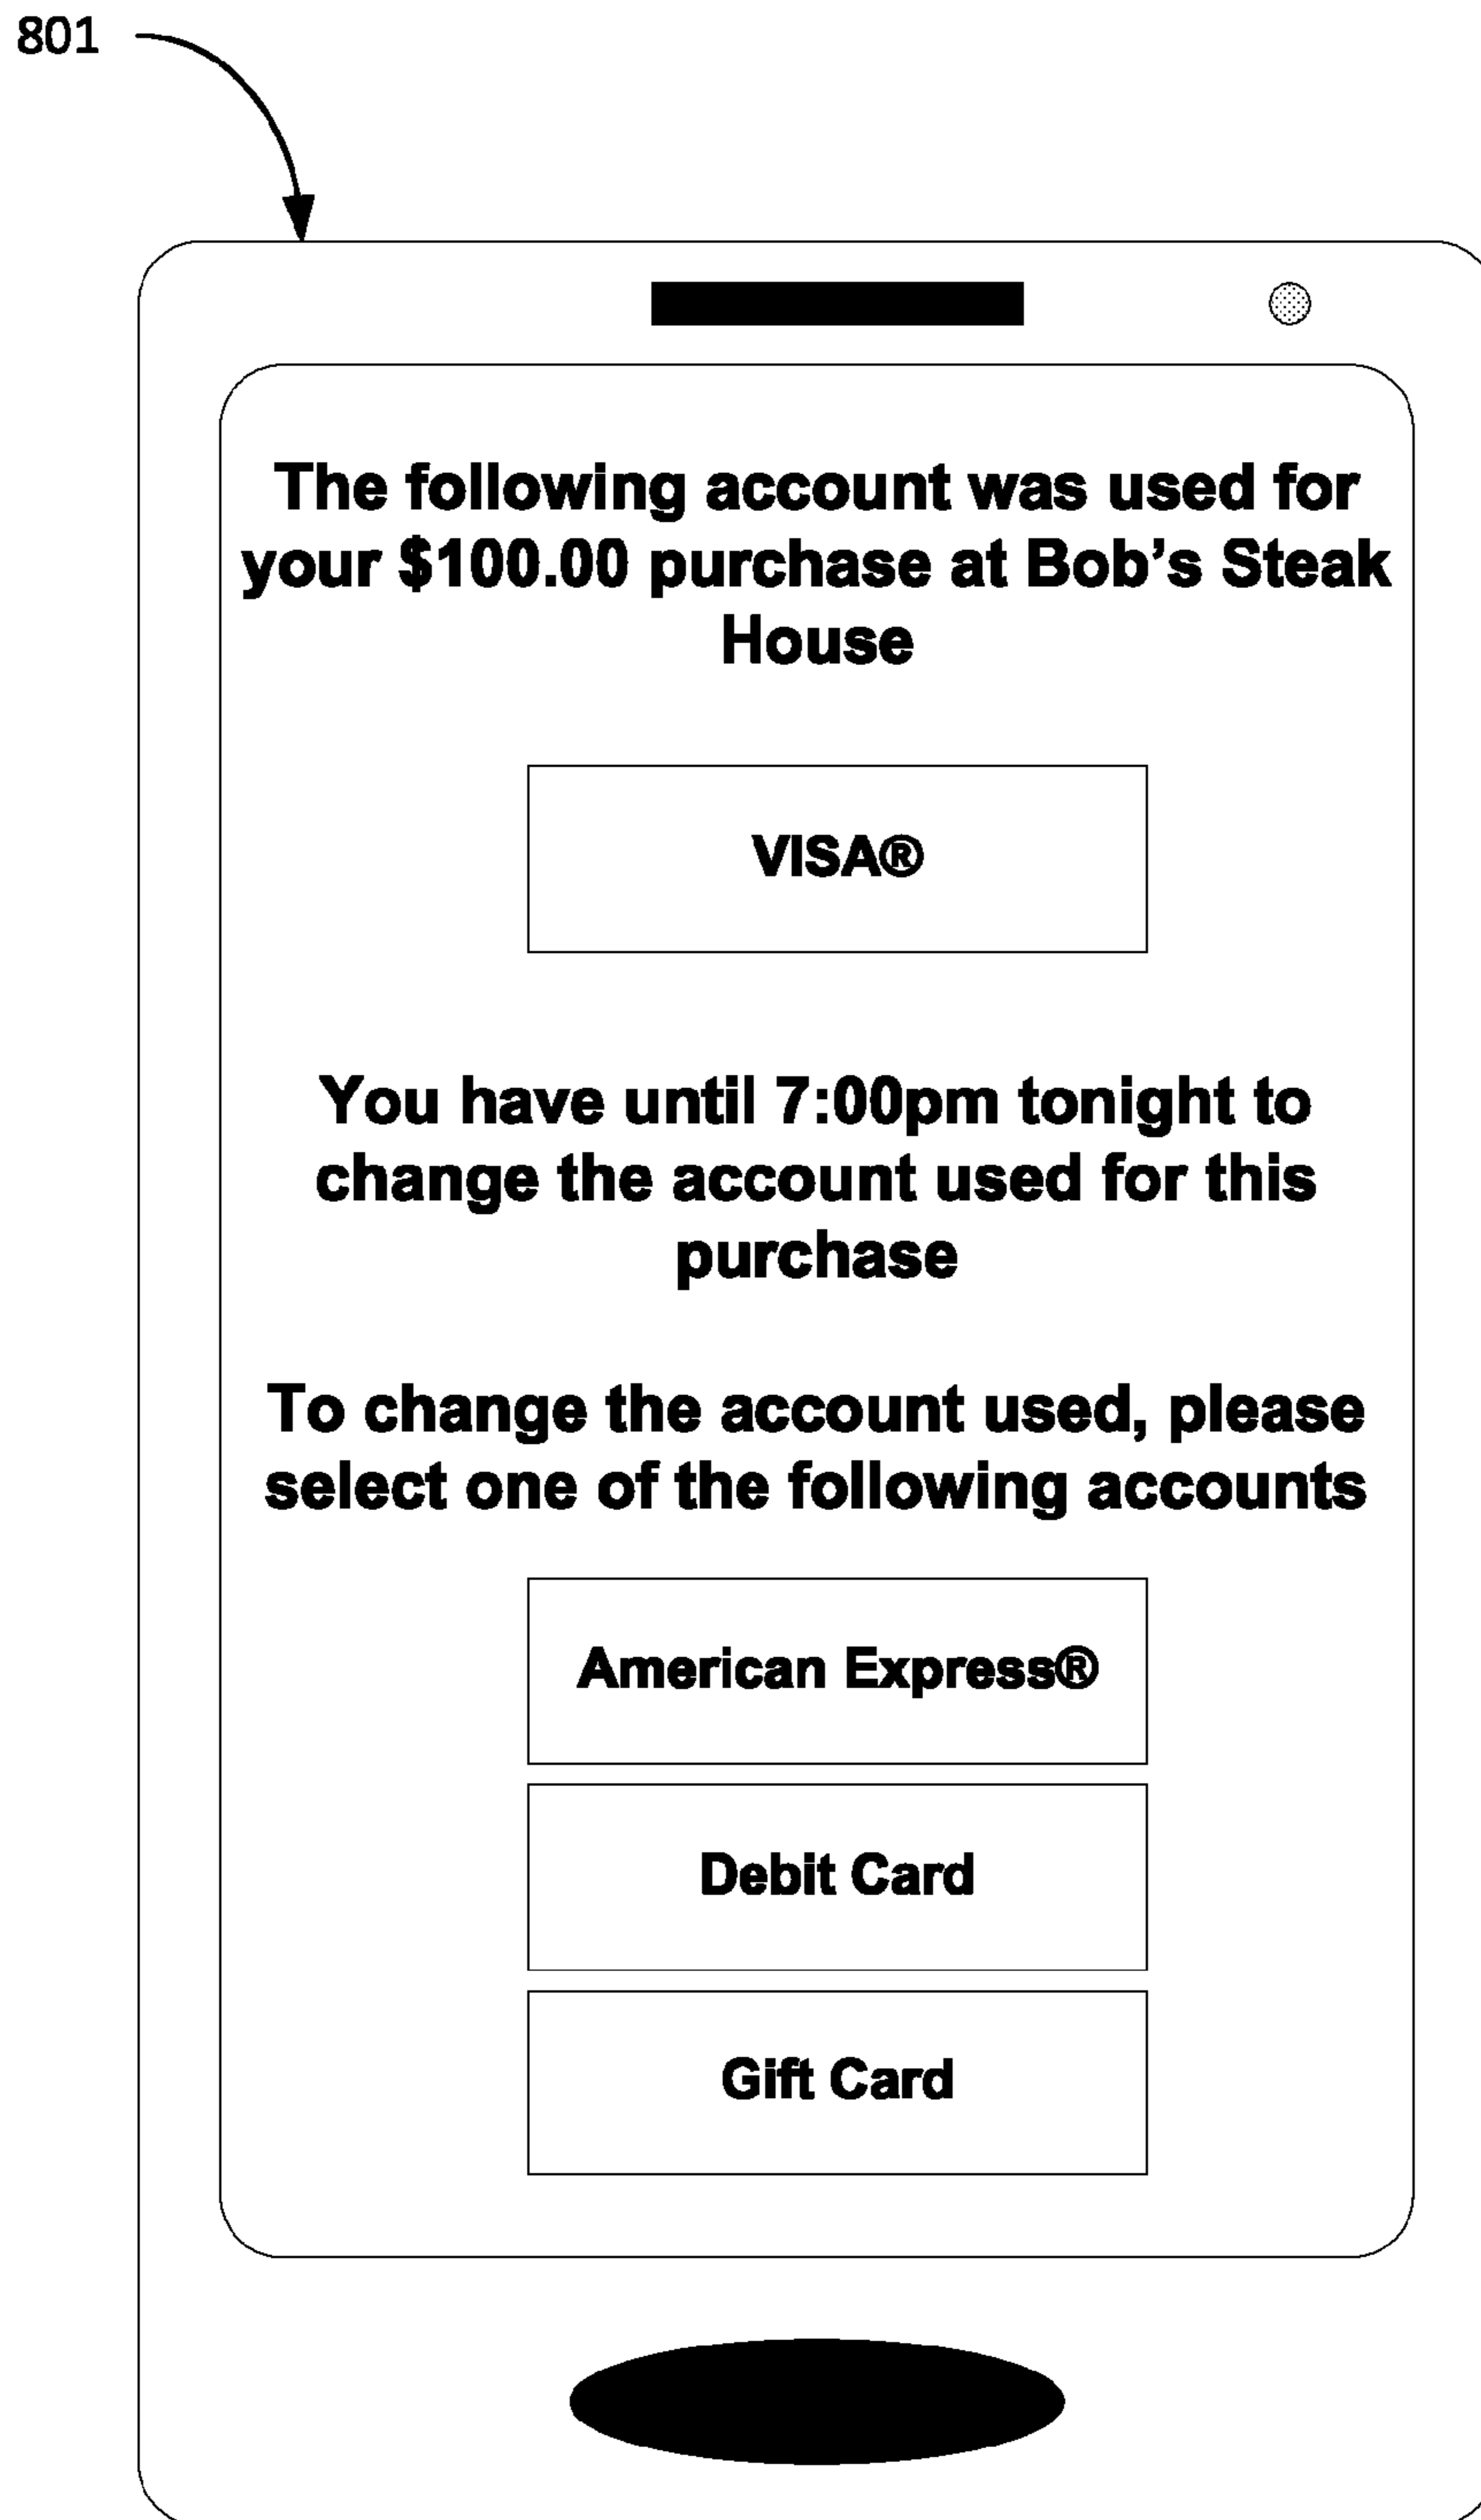 801
The following account was used for
your $100.00 purchase at Bob’s Steak
House
VISA®
You have until 7:00pm tonight to
change the account used for this
purchase
To change the account used, please
select one of the following accounts
American Express®
Debit Card
Gift Card